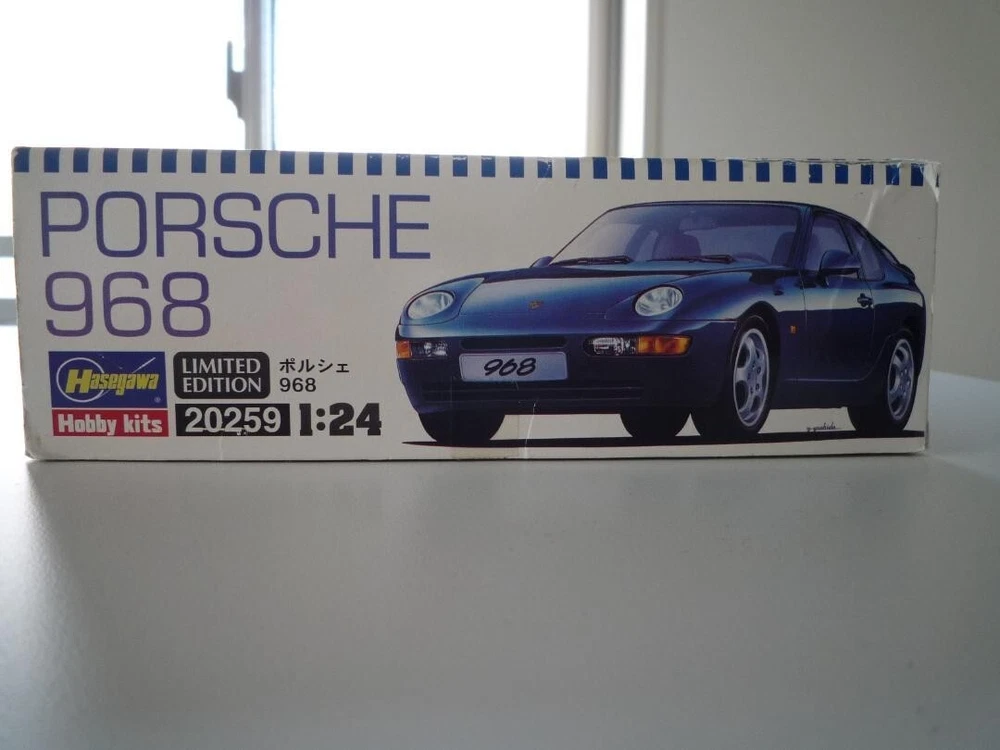 PORSCHE
968
Hasegawa
Hobby kits
LIMITED
EDITION
20259
ポルシェ
968
1:24
968